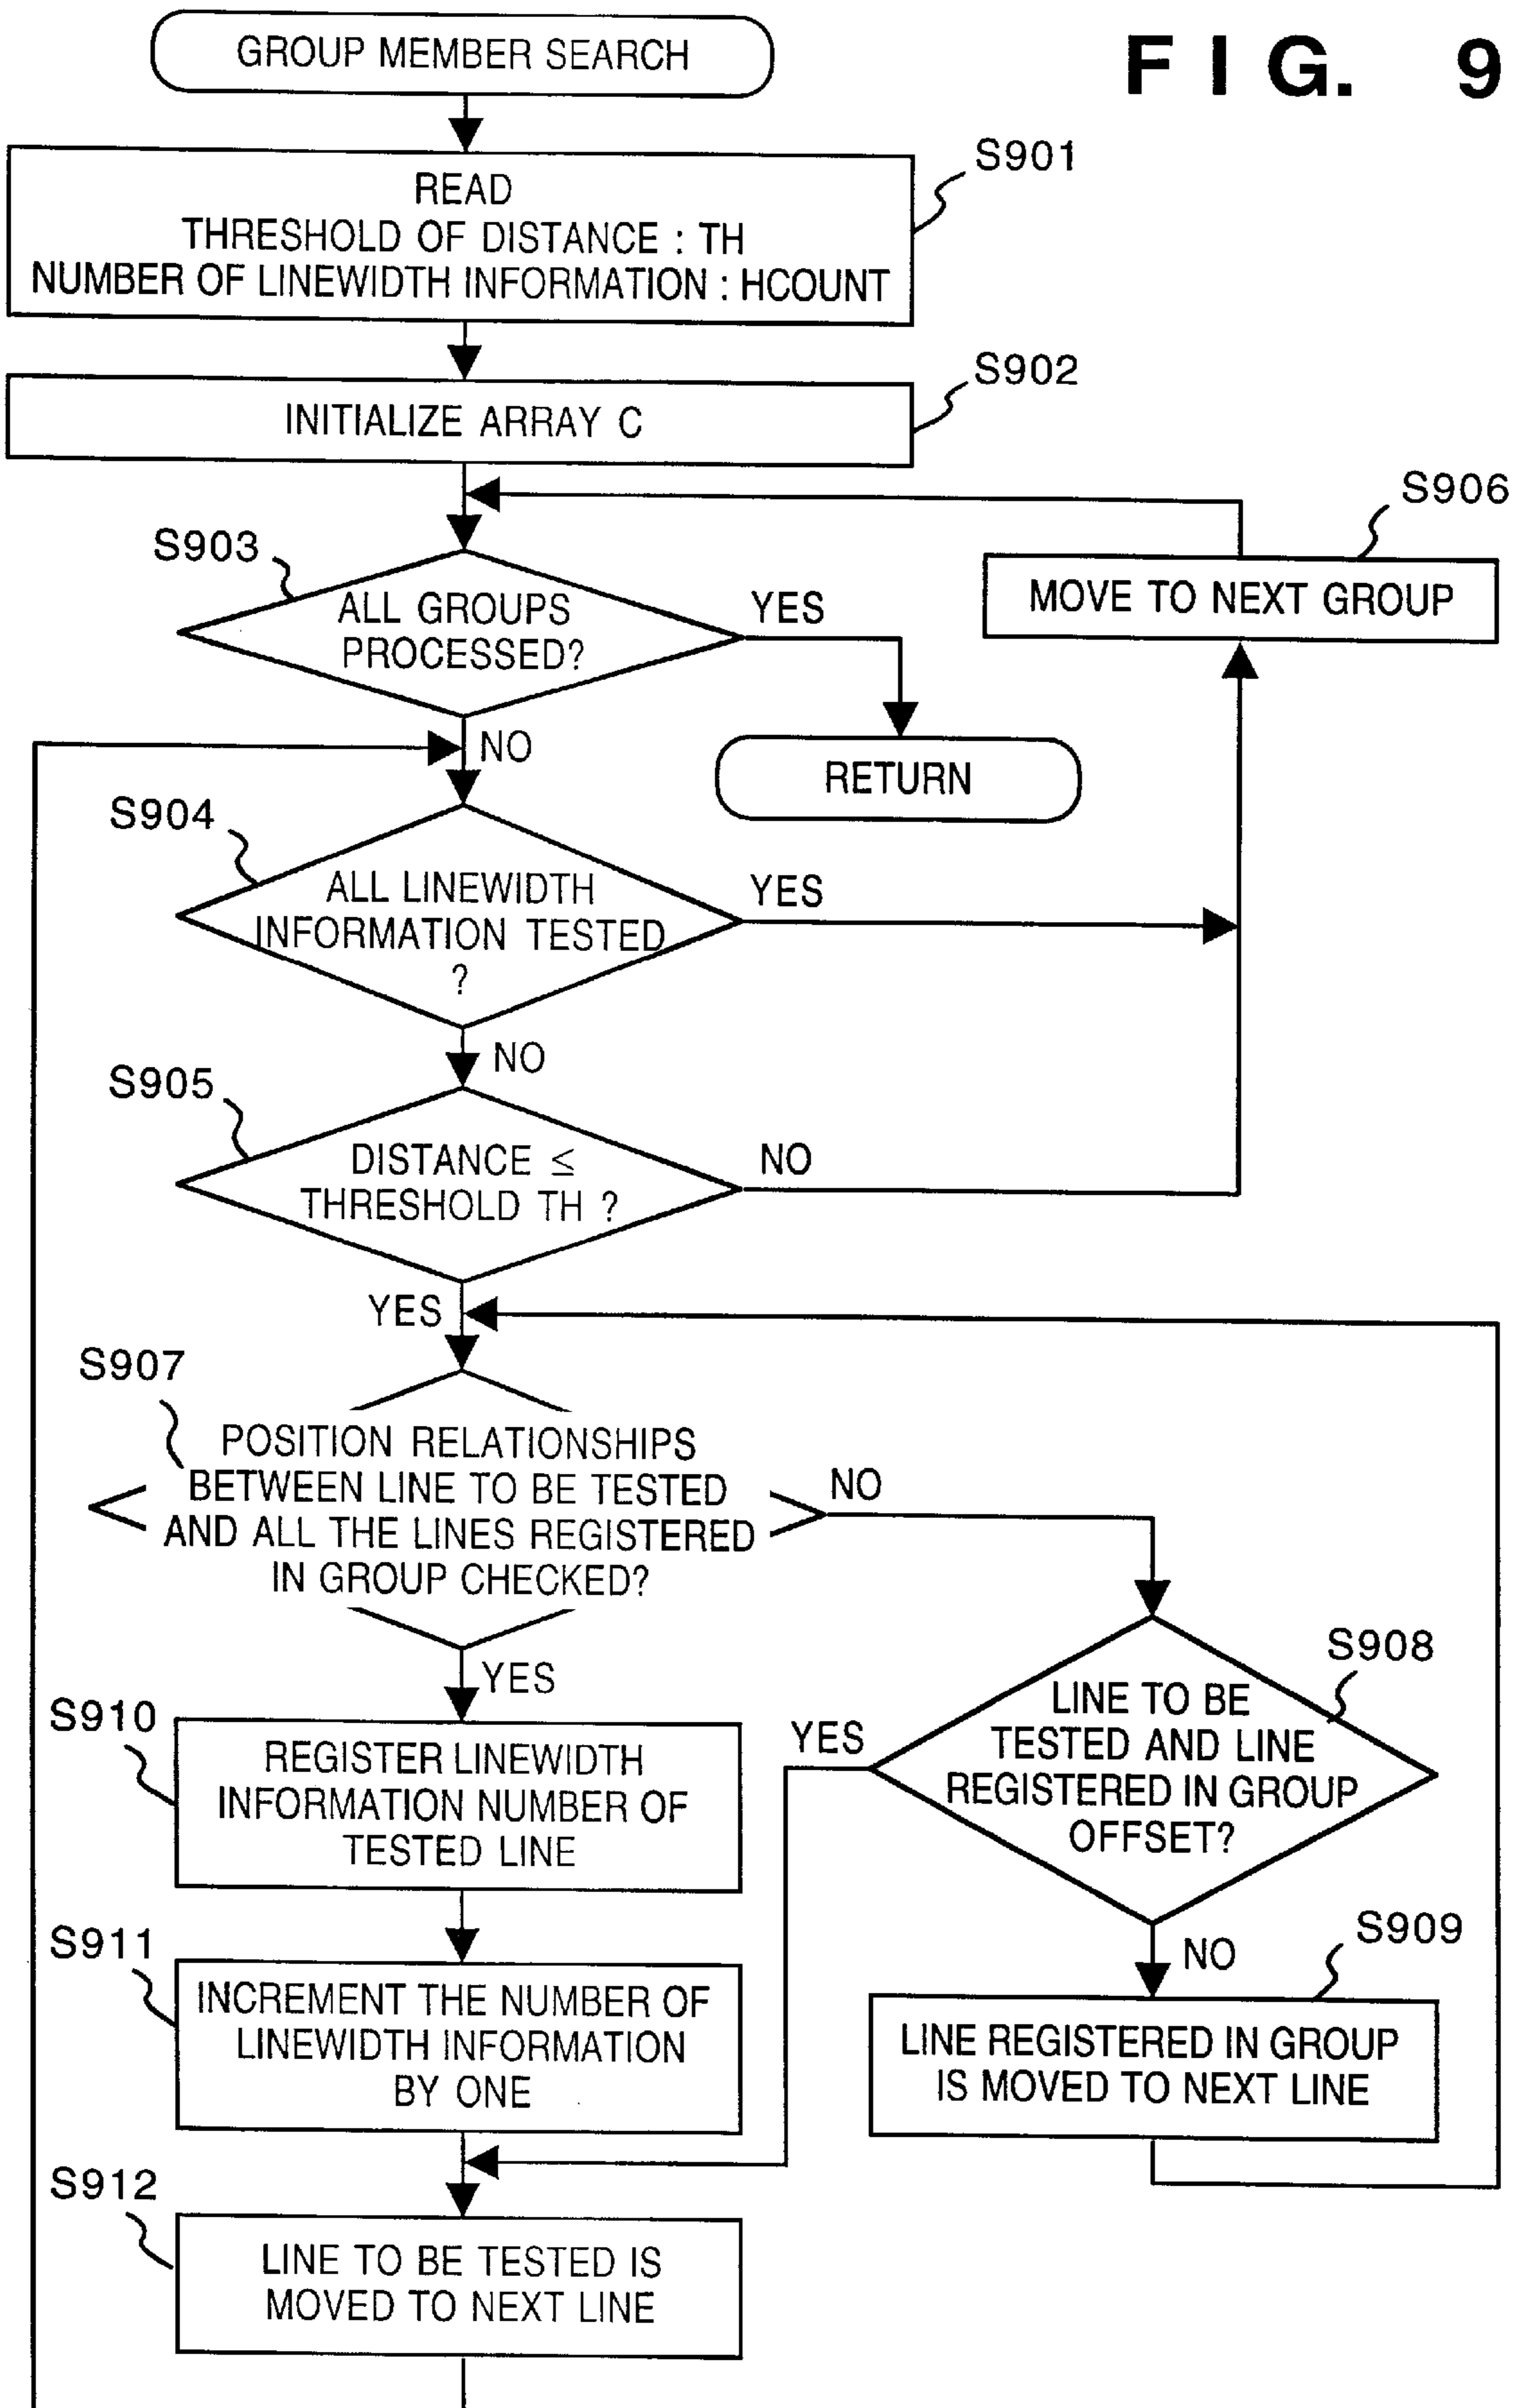 GROUP MEMBER SEARCH
F I G. 9
S901
READ
THRESHOLD OF DISTANCE : TH
NUMBER OF LINEWIDTH INFORMATION : HCOUNT
S902
INITIALIZE ARRAY C
S906
MOVE TO NEXT GROUP
S903
ALL GROUPS
PROCESSED?
YES
NO
RETURN
S904
ALL LINEWIDTH
INFORMATION TESTED
?
YES
NO
S905
DISTANCE ≤
THRESHOLD TH ?
NO
YES
S907
POSITION RELATIONSHIPS
BETWEEN LINE TO BE TESTED
AND ALL THE LINES REGISTERED
IN GROUP CHECKED?
NO
YES
S908
LINE TO BE
TESTED AND LINE
REGISTERED IN GROUP
OFFSET?
YES
NO
S910
REGISTER LINEWIDTH
INFORMATION NUMBER OF
TESTED LINE
S909
LINE REGISTERED IN GROUP
IS MOVED TO NEXT LINE
S911
INCREMENT THE NUMBER OF
LINEWIDTH INFORMATION
BY ONE
S912
LINE TO BE TESTED IS
MOVED TO NEXT LINE